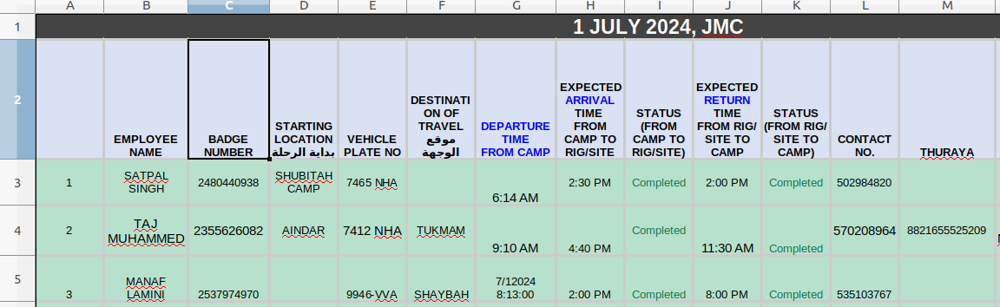 A B C D E F G H I J K L M
1 1 JULY 2024, JMC
2
EMPLOYEE
NAME
BADGE
NUMBER
STARTING
LOCATION
بداية الرحلة
VEHICLE
PLATE NO
DESTINATI
ON OF
TRAVEL
موقع
الوجهة
DEPARTURE
TIME
FROM CAMP
EXPECTED
ARRIVAL
TIME
FROM
CAMP TO
RIG/SITE
STATUS
(FROM
CAMP TO
RIG/SITE)
EXPECTED
RETURN
TIME
FROM RIG/
SITE TO
CAMP
STATUS
(FROM RIG/
SITE TO
CAMP)
CONTACT
NO.
THURAYA
3
1
SATPAL
SINGH
2480440938
SHUBITAH
CAMP
7465 NHA
6:14 AM
2:30 PM
Completed
2:00 PM
Completed
502984820
4
2
TAJ
MUHAMMED
2355626082
AINDAR
7412 NHA
TUKMAM
9:10 AM
4:40 PM
Completed
11:30 AM
Completed
570208964
8821655525209
5
3
MANAF
LAMINI
2537974970
9946-VVA
SHAYBAH
7/12024
8:13:00
2:00 PM
Completed
8:00 PM
Completed
535103767